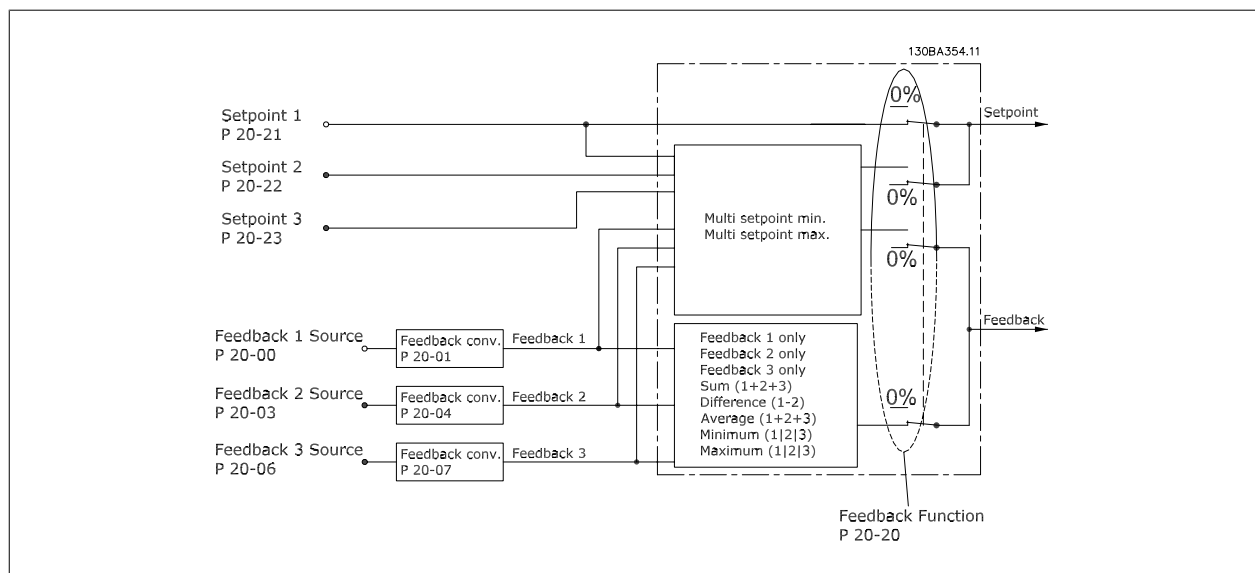 130BA354.11
0%
Setpoint 1
P 20-21
Setpoint
Setpoint 2
P 20-22
0%
Setpoint 3
P 20-23
Multi setpoint min.
Multi setpoint max.
0%
Feedback
Feedback 1 Source
P 20-00
Feedback conv.
P 20-01
Feedback 1
Feedback 2 Source
P 20-03
Feedback conv.
P 20-04
Feedback 2
Feedback 3 Source
P 20-06
Feedback conv.
P 20-07
Feedback 3
Feedback 1 only
Feedback 2 only
Feedback 3 only
Sum (1+2+3)
Difference (1-2)
Average (1+2+3)
Minimum (1|2|3)
Maximum (1|2|3)
0%
Feedback Function
P 20-20